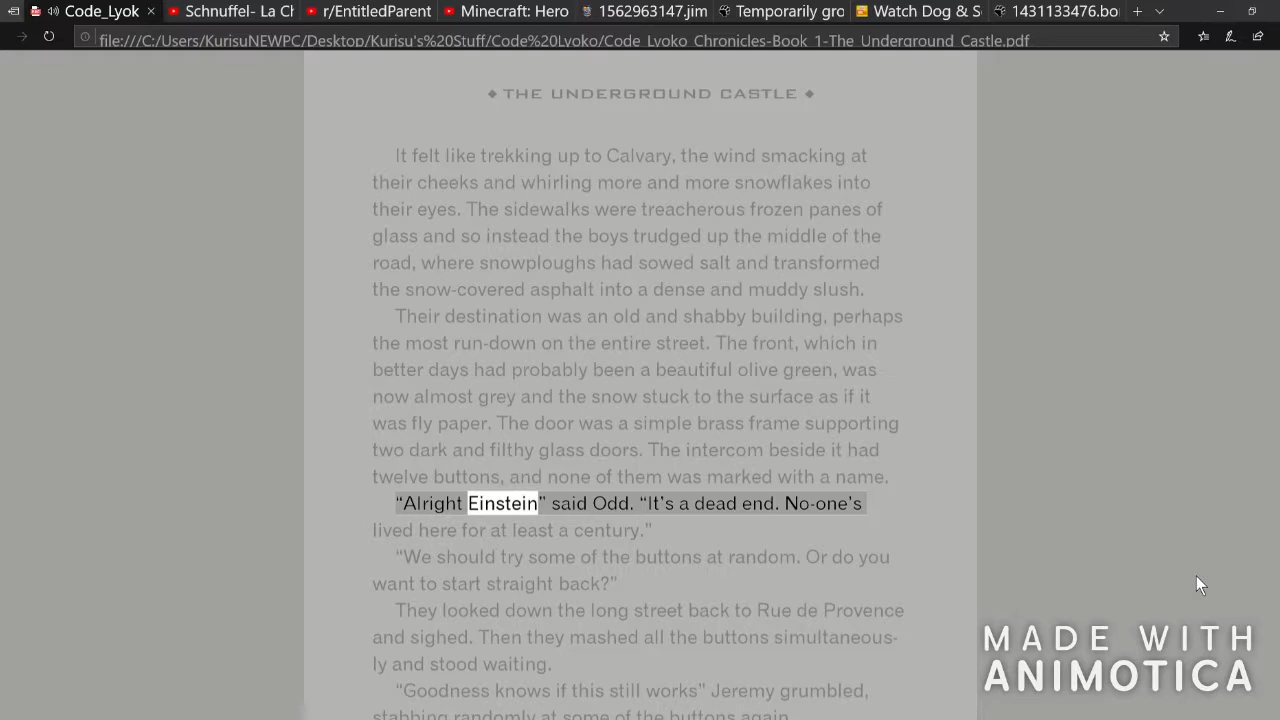 Code_Lyok
Schnuffel- La Ch
r/EntitledParent
Minecraft: Hero
1562963147.jim
Temporarily gro
Watch Dog & S
1431133476.bo
file:///C:/Users/KurisuNEWPC/Desktop/Kurisu's%20Stuff/Code%20Lyoko/Code_Lyoko_Chronicles-Book_1-The_Underground_Castle.pdf
◆ THE UNDERGROUND CASTLE ◆
It felt like trekking up to Calvary, the wind smacking at
their cheeks and whirling more and more snowflakes into
their eyes. The sidewalks were treacherous frozen panes of
glass and so instead the boys trudged up the middle of the
road, where snowploughs had sowed salt and transformed
the snow-covered asphalt into a dense and muddy slush.
Their destination was an old and shabby building, perhaps
the most run-down on the entire street. The front, which in
better days had probably been a beautiful olive green, was
now almost grey and the snow stuck to the surface as if it
was fly paper. The door was a simple brass frame supporting
two dark and filthy glass doors. The intercom beside it had
twelve buttons, and none of them was marked with a name.
“Alright Einstein” said Odd. “It’s a dead end. No-one’s
lived here for at least a century.”
“We should try some of the buttons at random. Or do you
want to start straight back?”
They looked down the long street back to Rue de Provence
and sighed. Then they mashed all the buttons simultaneous-
ly and stood waiting.
“Goodness knows if this still works” Jeremy grumbled,
stabbing randomly at some of the buttons again.
MADE WITH
ANIMOTICA